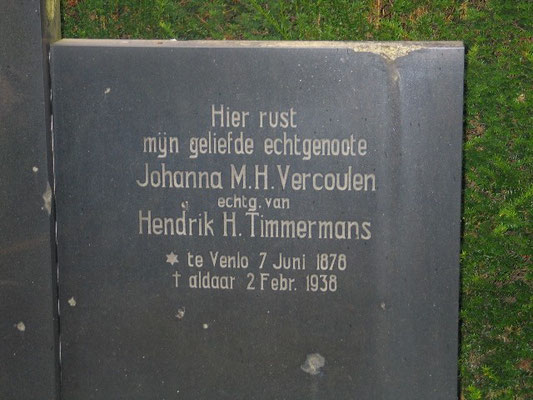 Hier rust
mijn geliefde echtgenoote
Johanna M.H. Vercoulen
echtg. van
Hendrik H. Timmermans
* te Venlo 7 Juni 1878
† aldaar 2 Febr. 1938